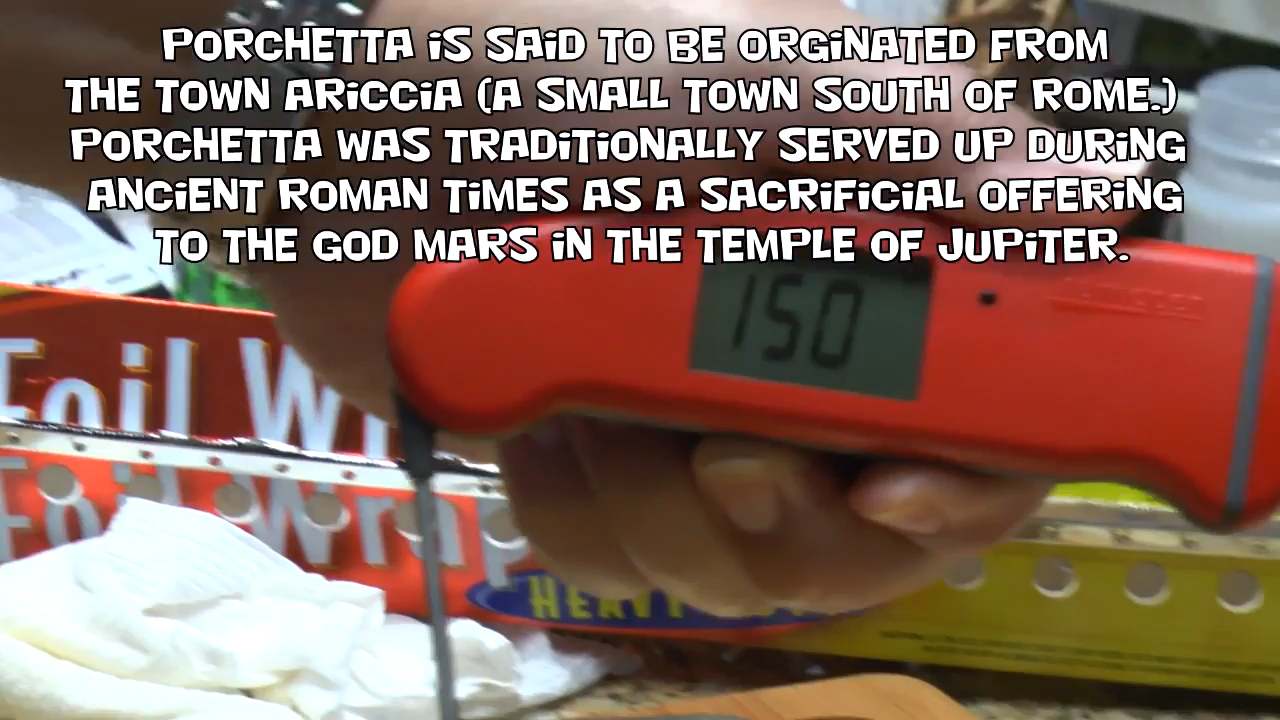 PORCHETTA iS SAiD TO BE ORGiNATED FROM
THE TOWN ARiCCiA (A SMALL TOWN SOUTH OF ROME.)
PORCHETTA WAS TRADiTiONALLY SERVED UP DURiNG
ANCiENT ROMAN TiMES AS A SACRiFiCiAL OFFERiNG
TO THE GOD MARS iN THE TEMPLE OF JUPiTER.
150
Foil Wr
Foil Wrap
HEAVY